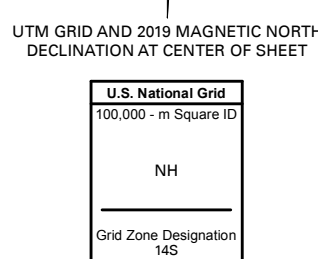 UTM GRID AND 2019 MAGNETIC NORTH
DECLINATION AT CENTER OF SHEET
U.S. National Grid
100,000 - m Square ID
NH
Grid Zone Designation
14S